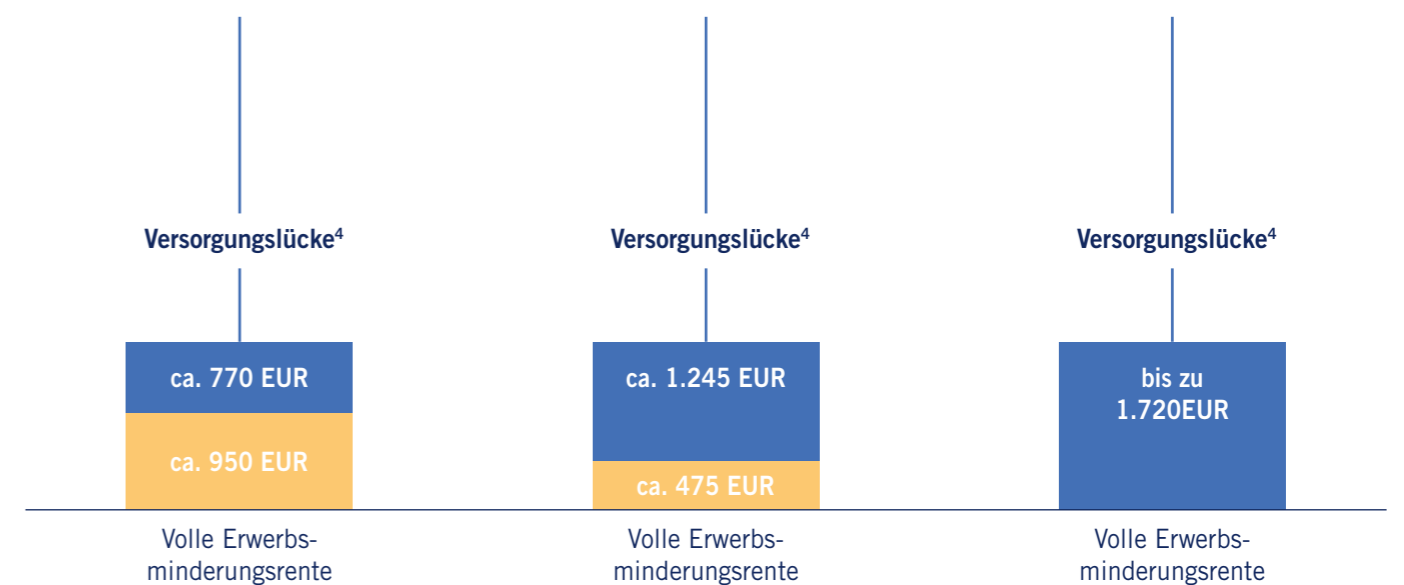 Versorgungslücke⁴
Versorgungslücke⁴
Versorgungslücke⁴
ca. 770 EUR
ca. 950 EUR
ca. 1.245 EUR
ca. 475 EUR
bis zu
1.720EUR
Volle Erwerbs-
minderungsrente
Volle Erwerbs-
minderungsrente
Volle Erwerbs-
minderungsrente